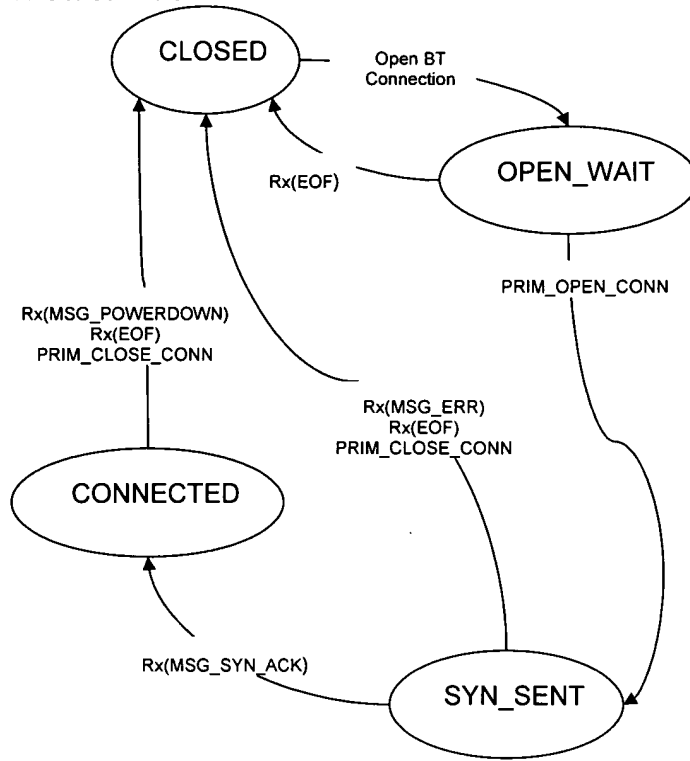 CLOSED
Open BT
Connection
OPEN_WAIT
Rx(EOF)
PRIM_OPEN_CONN
Rx(MSG_POWERDOWN)
Rx(EOF)
PRIM_CLOSE_CONN
Rx(MSG_ERR)
Rx(EOF)
PRIM_CLOSE_CONN
CONNECTED
Rx(MSG_SYN_ACK)
SYN_SENT